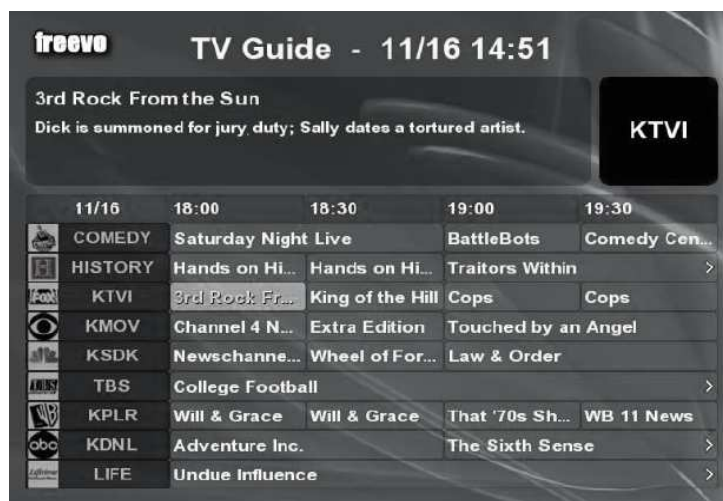 freevo
TV Guide - 11/16 14:51
3rd Rock From the Sun
Dick is summoned for jury duty; Sally dates a tortured artist.
KTVI
11/16 18:00 18:30 19:00 19:30
COMEDY Saturday Night Live BattleBots Comedy Cen...
H HISTORY Hands on Hi... Hands on Hi... Traitors Within >
FOX KTVI 3rd Rock Fr... King of the Hill Cops Cops
KMOV Channel 4 N... Extra Edition Touched by an Angel
KSDK Newschanne... Wheel of For... Law & Order
TBS TBS College Football >
WB KPLR Will & Grace Will & Grace That '70s Sh... WB 11 News
abc KDNL Adventure Inc. The Sixth Sense >
Lifetime LIFE Undue Influence >